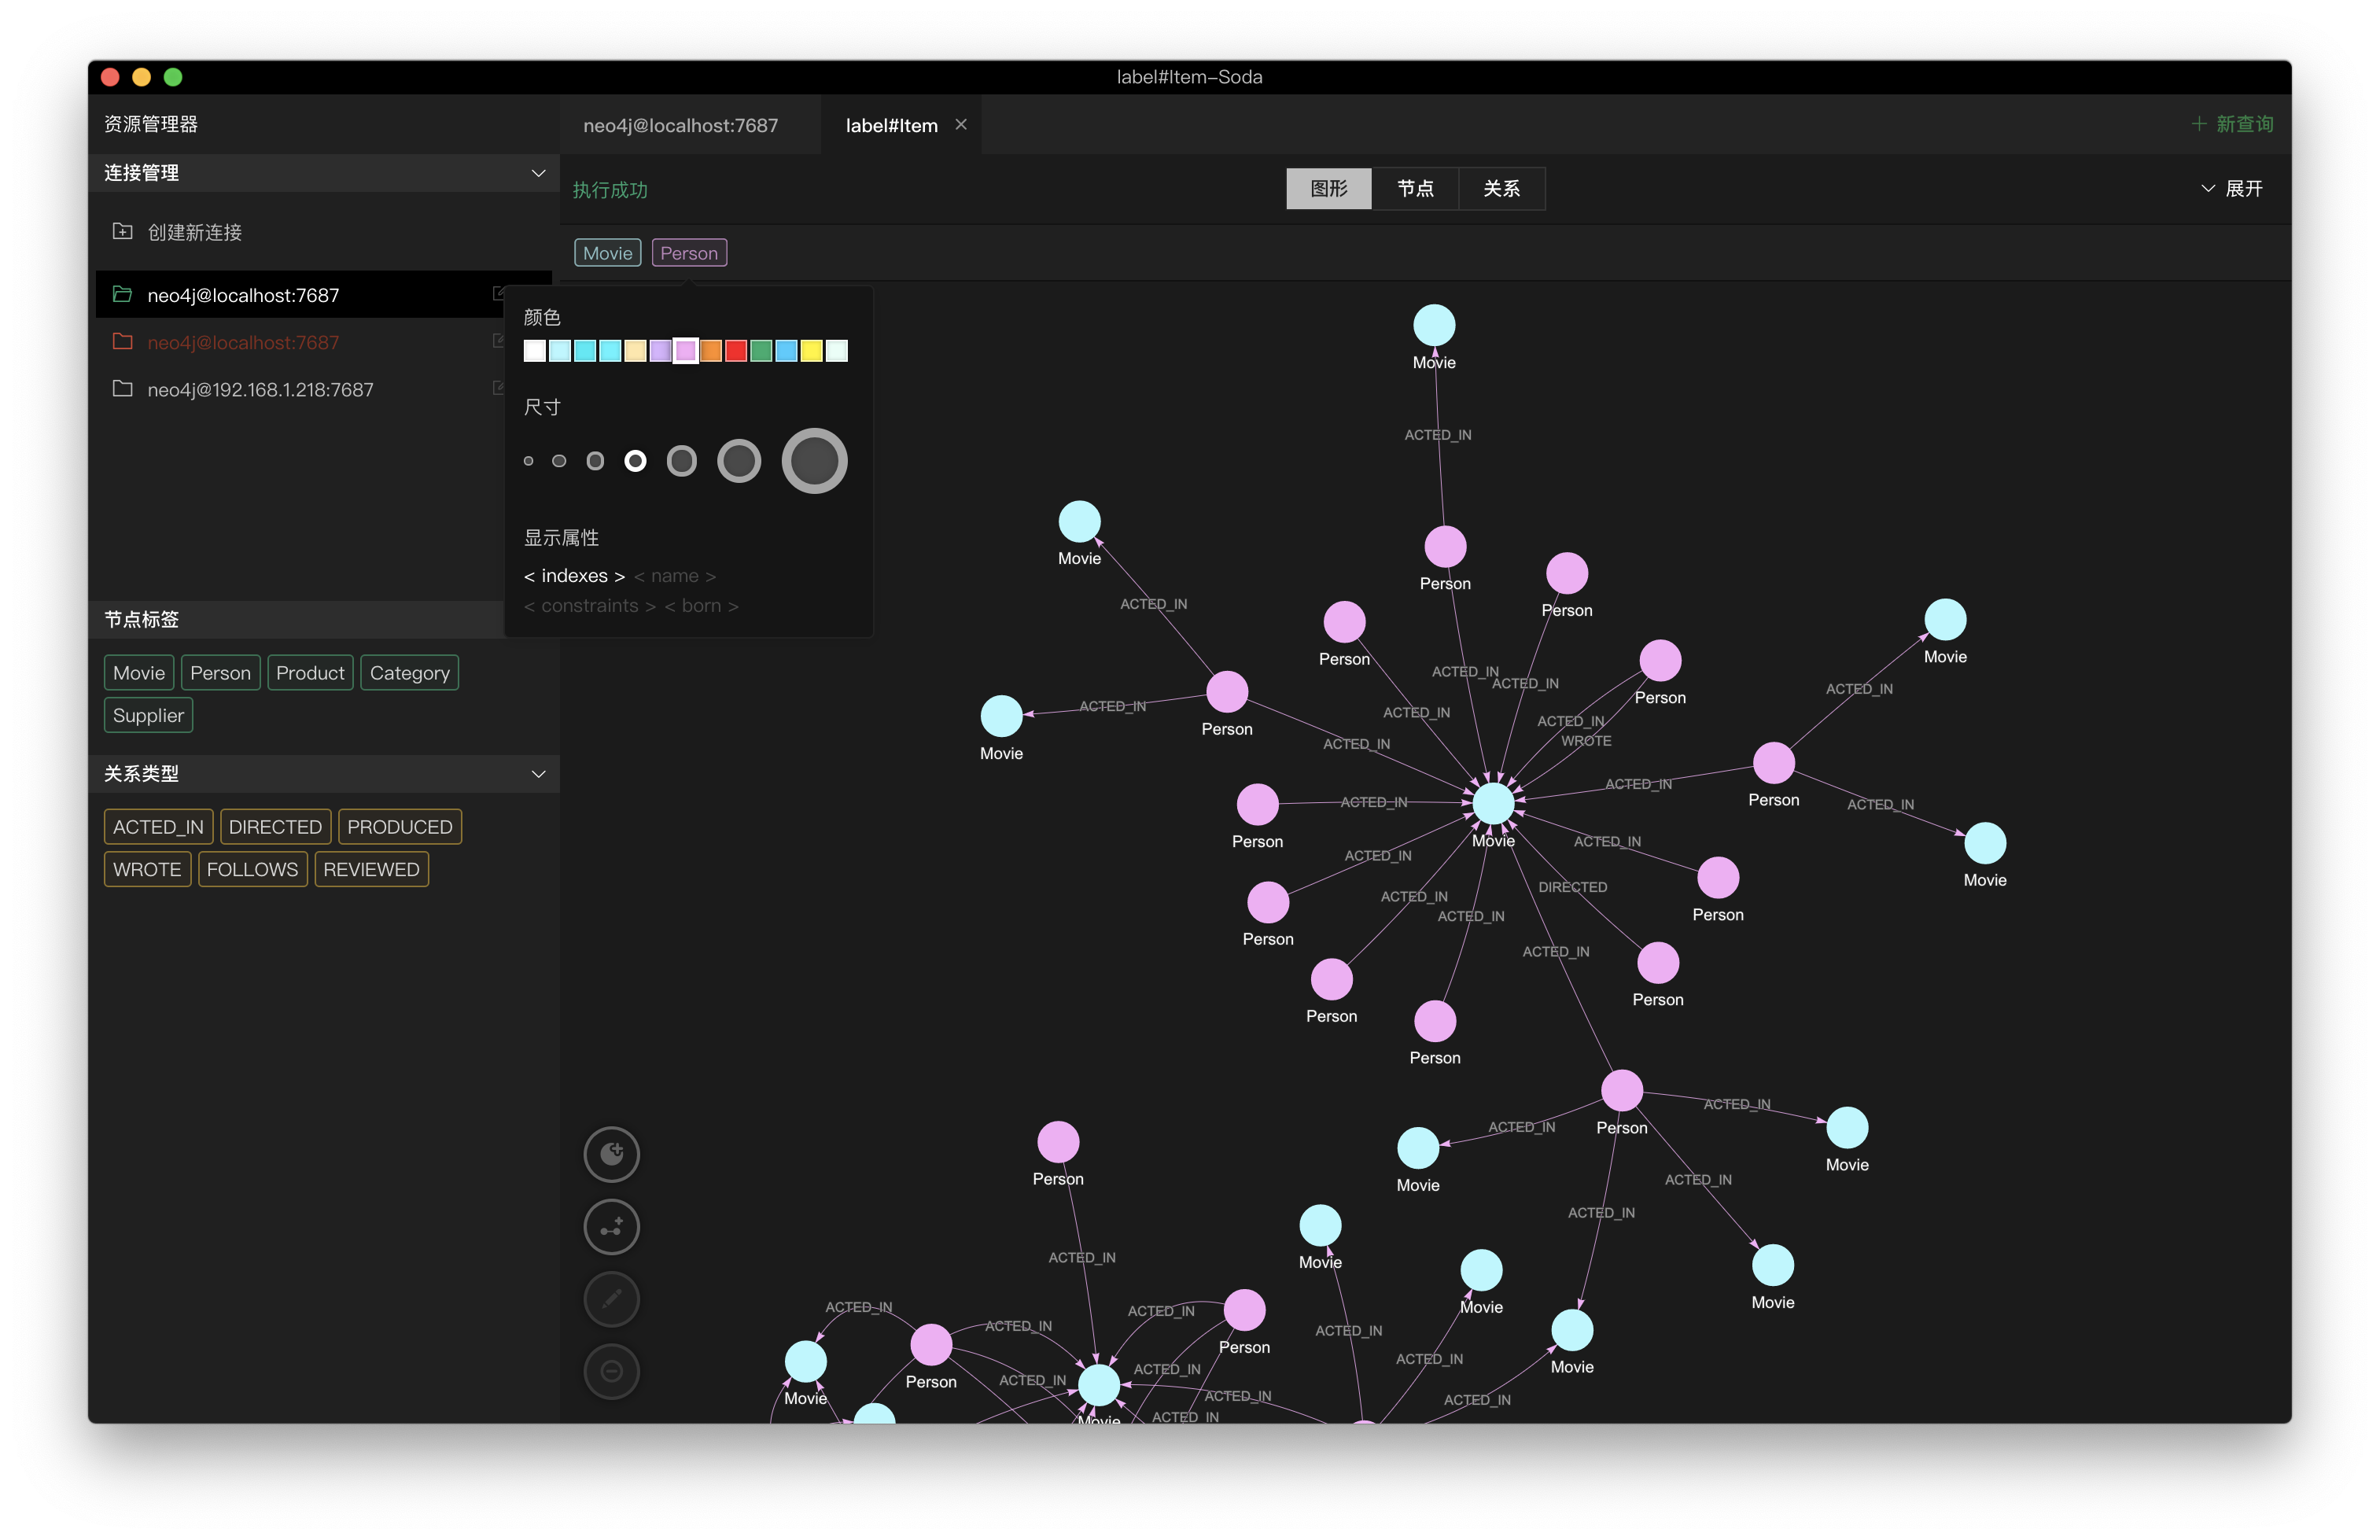 label#Item-Soda
资源管理器
neo4j@localhost:7687
label#Item
新查询
连接管理
创建新连接
neo4j@localhost:7687
neo4j@localhost:7687
neo4j@192.168.1.218:7687
节点标签
Movie Person Product Category
Supplier
关系类型
ACTED_IN DIRECTED PRODUCED
WROTE FOLLOWS REVIEWED
执行成功
图形 节点 关系
展开
Movie Person
颜色
尺寸
显示属性
< indexes > < name >
< constraints > < born >
Movie
ACTED_IN
Movie
Person
Person
ACTED_IN
Person
Movie
ACTED_IN
ACTED_IN
ACTED_IN
Person
ACTED_IN
ACTED_IN
ACTED_IN
Movie
Person
ACTED_IN
WROTE
ACTED_IN
ACTED_IN
Person
ACTED_IN
ACTED_IN
Person
Movie
ACTED_IN
ACTED_IN
Movie
DIRECTED
ACTED_IN
ACTED_IN
Person
Person
ACTED_IN
Person
Person
Person
ACTED_IN
Person
ACTED_IN
Movie
Person
Movie
ACTED_IN
Movie
ACTED_IN
ACTED_IN
Movie
Movie
Movie
ACTED_IN
ACTED_IN
ACTED_IN
ACTED_IN
Person
ACTED_IN
Movie
ACTED_IN
ACTED_IN
Person
ACTED_IN
Movie
ACTED_IN
ACTED_IN
Movie
ACTED_IN